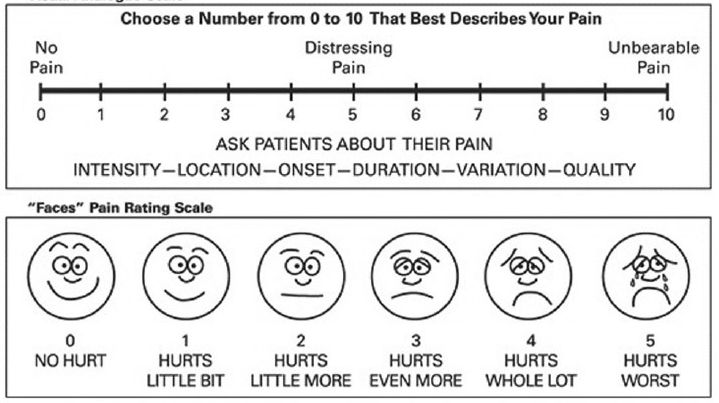 Choose a Number from 0 to 10 That Best Describes Your Pain
No Pain
Distressing Pain
Unbearable Pain
0 1 2 3 4 5 6 7 8 9 10
ASK PATIENTS ABOUT THEIR PAIN
INTENSITY—LOCATION—ONSET—DURATION—VARIATION—QUALITY
"Faces" Pain Rating Scale
0
NO HURT
1
HURTS
LITTLE BIT
2
HURTS
LITTLE MORE
3
HURTS
EVEN MORE
4
HURTS
WHOLE LOT
5
HURTS
WORST